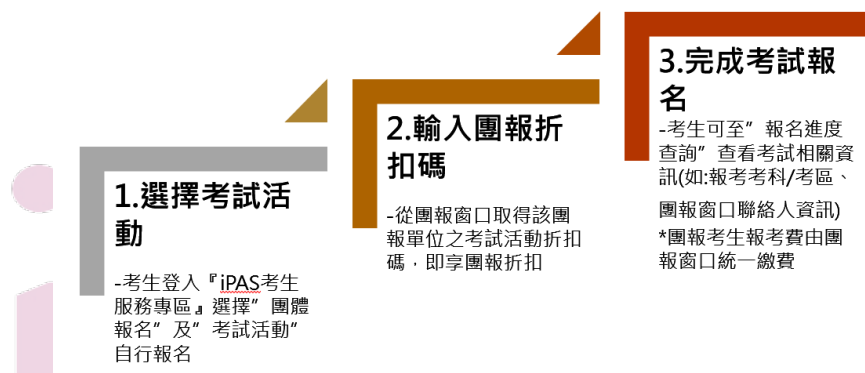 1.選擇考試活
動
-考生登入『iPAS考生
服務專區』選擇”團體
報名”及”考試活動”
自行報名
2.輸入團報折
扣碼
-從團報窗口取得該團
報單位之考試活動折扣
碼，即享團報折扣
3.完成考試報
名
-考生可至”報名進度
查詢”查看考試相關資
訊(如:報考考科/考區、
團報窗口聯絡人資訊)
*團報考生報考費由團
報窗口統一繳費